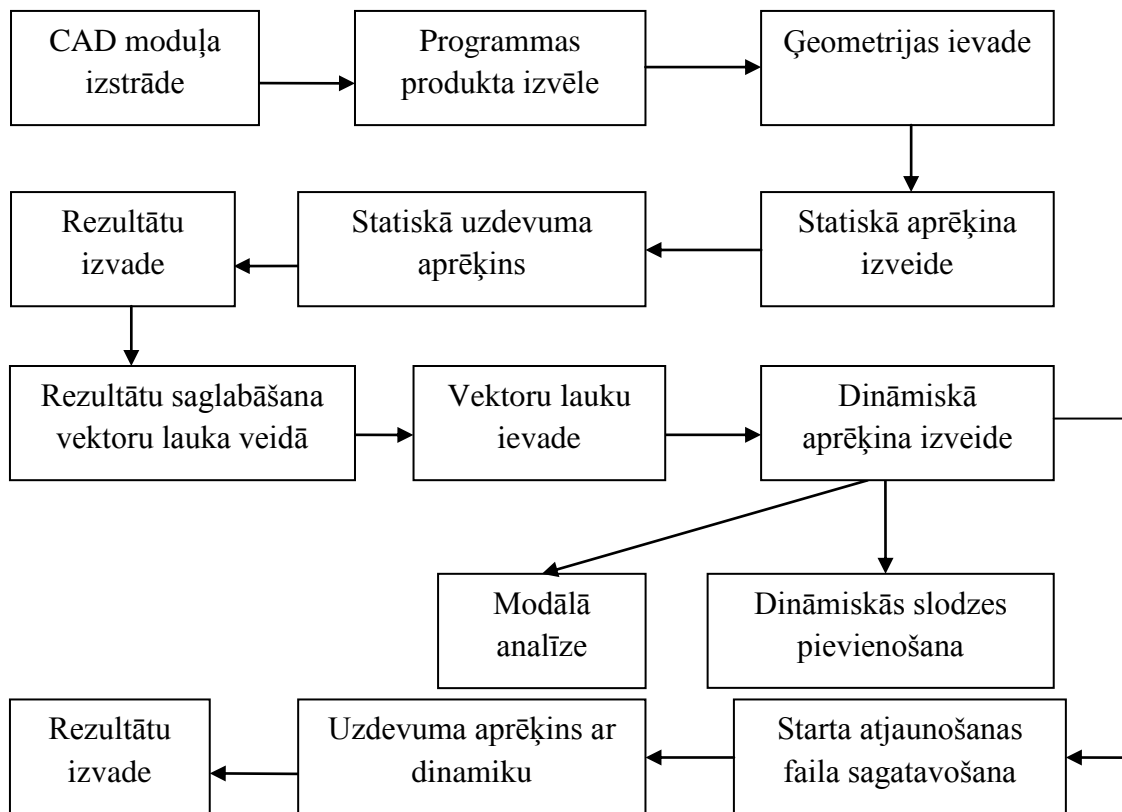 CAD moduļa
izstrāde
Programmas
produkta izvēle
Ģeometrijas ievade
Rezultātu
izvade
Statiskā uzdevuma
aprēķins
Statiskā aprēķina
izveide
Rezultātu saglabāšana
vektoru lauka veidā
Vektoru lauku
ievade
Dināmiskā
aprēķina izveide
Modālā
analīze
Dināmiskās slodzes
pievienošana
Rezultātu
izvade
Uzdevuma aprēķins ar
dinamiku
Starta atjaunošanas
faila sagatavošana